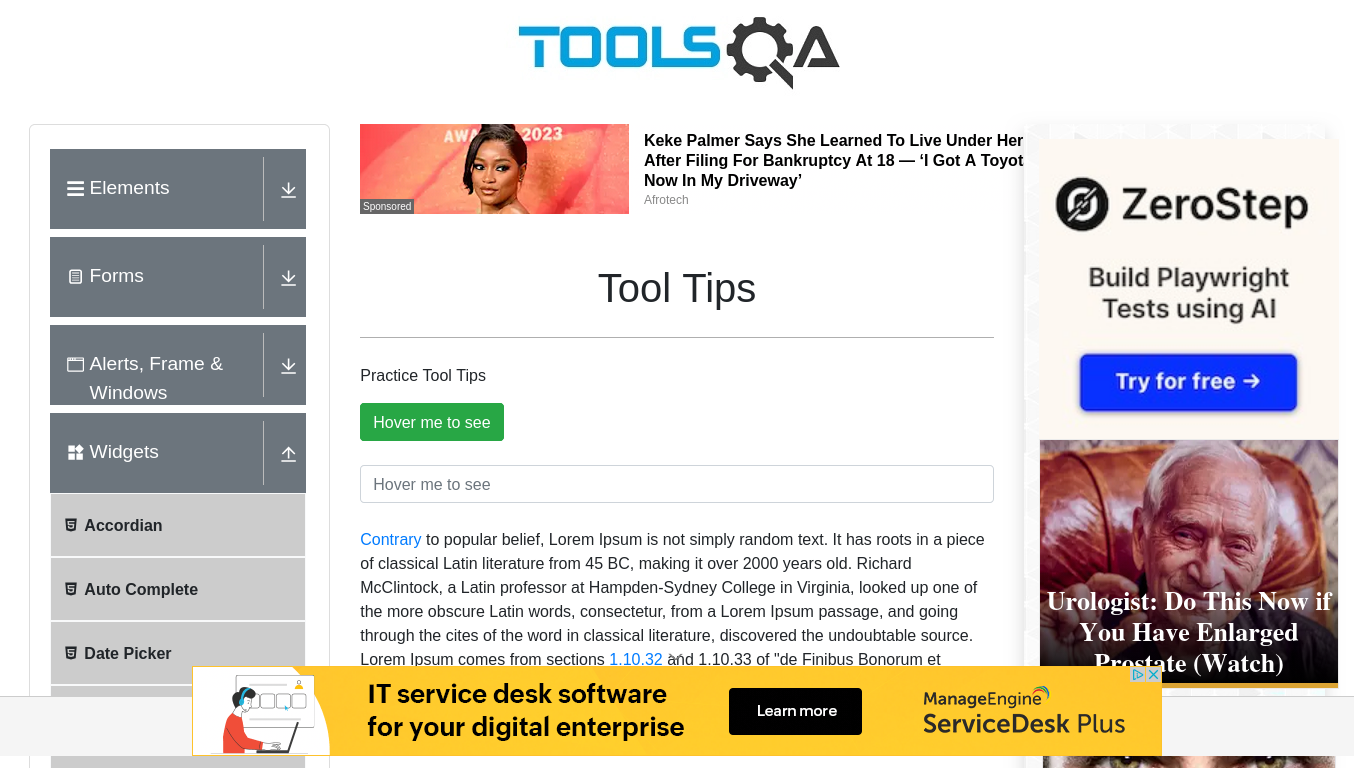 TOOLSQA
Elements
Forms
Alerts, Frame &
Windows
Widgets
Accordian
Auto Complete
Date Picker
AWA 2023
Sponsored
Keke Palmer Says She Learned To Live Under Her
After Filing For Bankruptcy At 18 — ‘I Got A Toyot
Now In My Driveway’
Afrotech
Tool Tips
Practice Tool Tips
Hover me to see
Hover me to see
Contrary to popular belief, Lorem Ipsum is not simply random text. It has roots in a piece
of classical Latin literature from 45 BC, making it over 2000 years old. Richard
McClintock, a Latin professor at Hampden-Sydney College in Virginia, looked up one of
the more obscure Latin words, consectetur, from a Lorem Ipsum passage, and going
through the cites of the word in classical literature, discovered the undoubtable source.
Lorem Ipsum comes from sections 1.10.32 and 1.10.33 of "de Finibus Bonorum et
ZeroStep
Build Playwright
Tests using AI
Try for free →
Urologist: Do This Now if
You Have Enlarged
Prostate (Watch)
IT service desk software
for your digital enterprise
Learn more
ManageEngine
ServiceDesk Plus